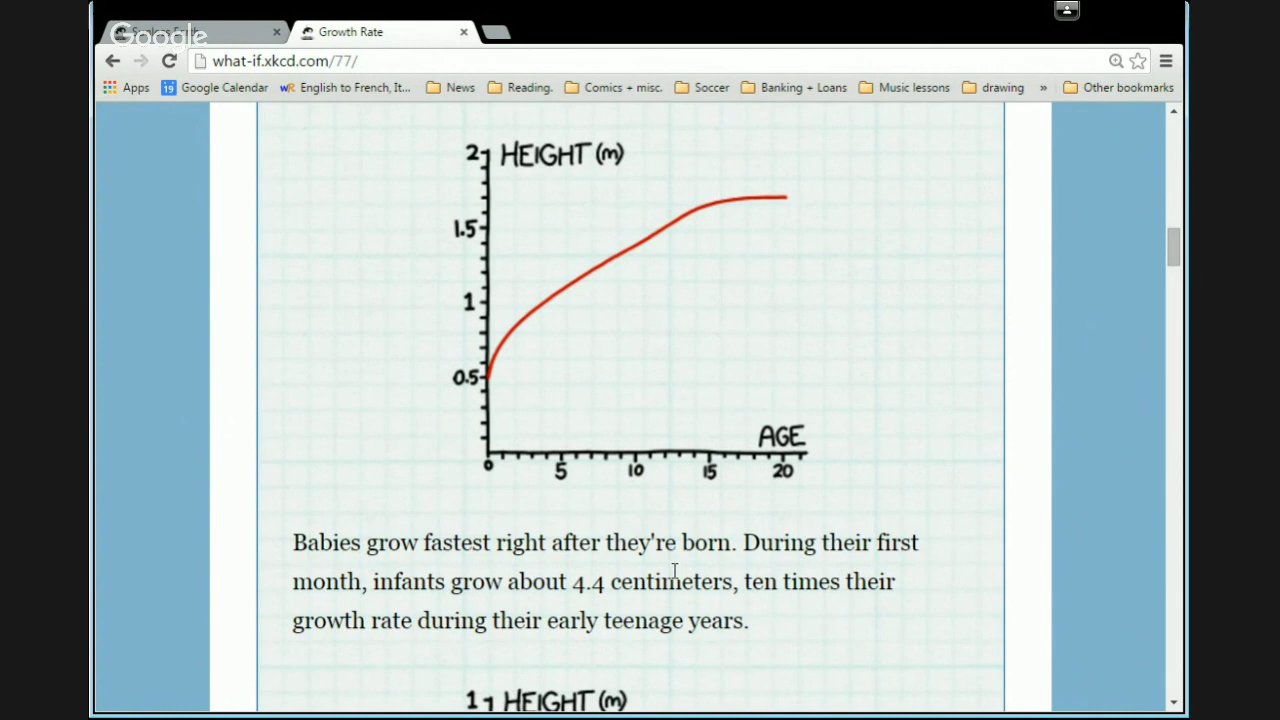 Google
Growth Rate
what-if.xkcd.com/77/
Apps 19 Google Calendar WR English to French, It... News Reading. Comics + misc. Soccer Banking + Loans Music lessons drawing » Other bookmarks
2 HEIGHT (m)
1.5
1
0.5
AGE
0 5 10 15 20
Babies grow fastest right after they're born. During their first
month, infants grow about 4.4 centimeters, ten times their
growth rate during their early teenage years.
1 HEIGHT (m)